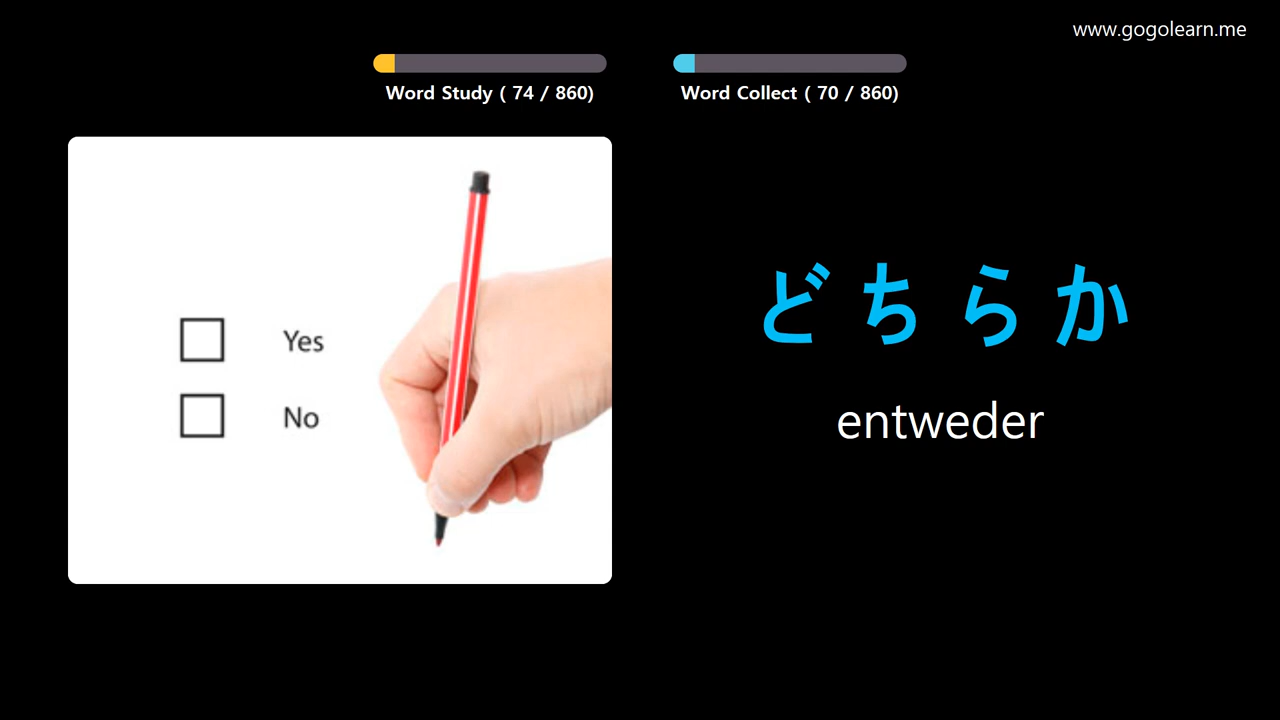 www.gogolearn.me
Word Study ( 74 / 860)
Word Collect ( 70 / 860)
Yes
No
どちらか
entweder